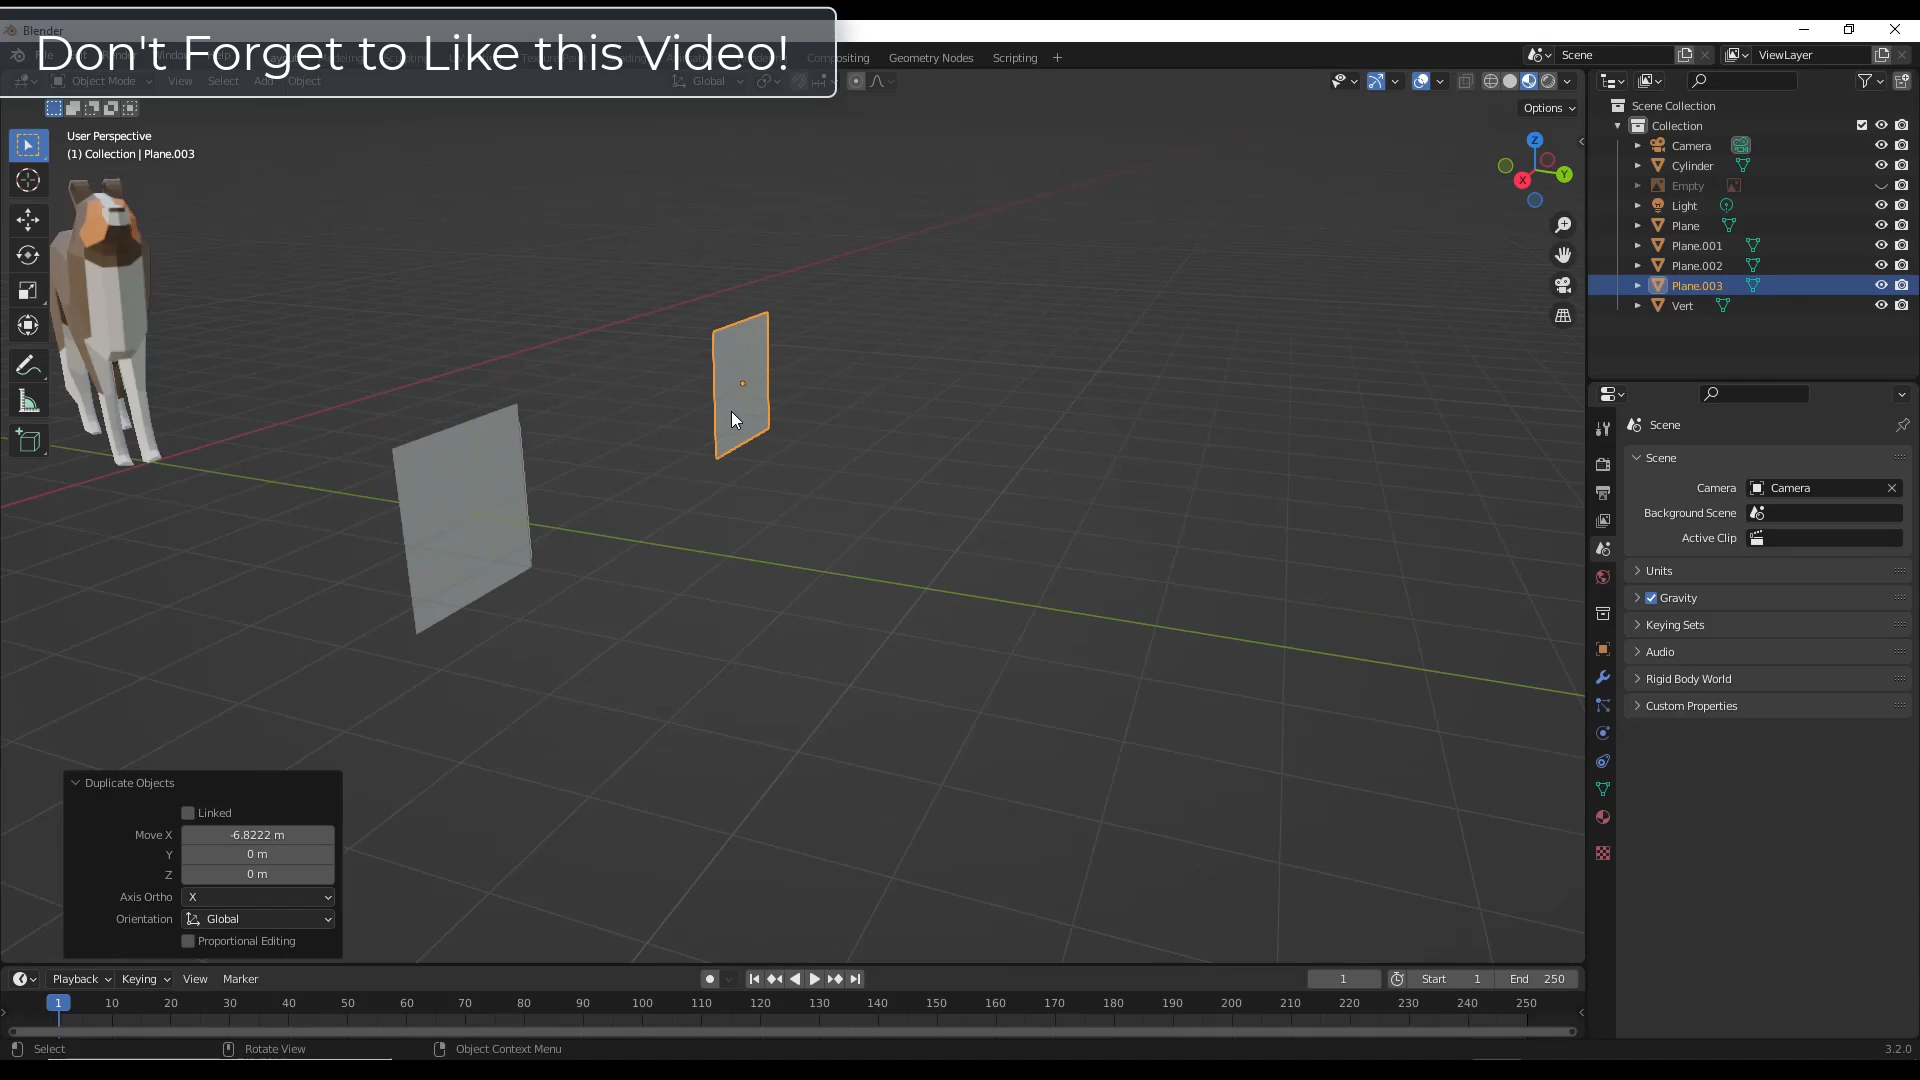 Blender
Don't Forget to Like this Video!
Compositing
Geometry Nodes
Scripting
+
Scene
ViewLayer
Object Mode
View
Select
Add
Object
Global
Options
User Perspective
(1) Collection | Plane.003
Z
Y
X
Scene Collection
Collection
Camera
Cylinder
Empty
Light
Plane
Plane.001
Plane.002
Plane.003
Vert
Scene
Scene
Camera
Camera
Background Scene
Active Clip
Units
Gravity
Keying Sets
Audio
Rigid Body World
Custom Properties
Duplicate Objects
Linked
Move X -6.8222 m
Y 0 m
Z 0 m
Axis Ortho X
Orientation Global
Proportional Editing
Playback
Keying
View
Marker
1
Start 1
End 250
1 10 20 30 40 50 60 70 80 90 100 110 120 130 140 150 160 170 180 190 200 210 220 230 240 250
Select
Rotate View
Object Context Menu
3.2.0